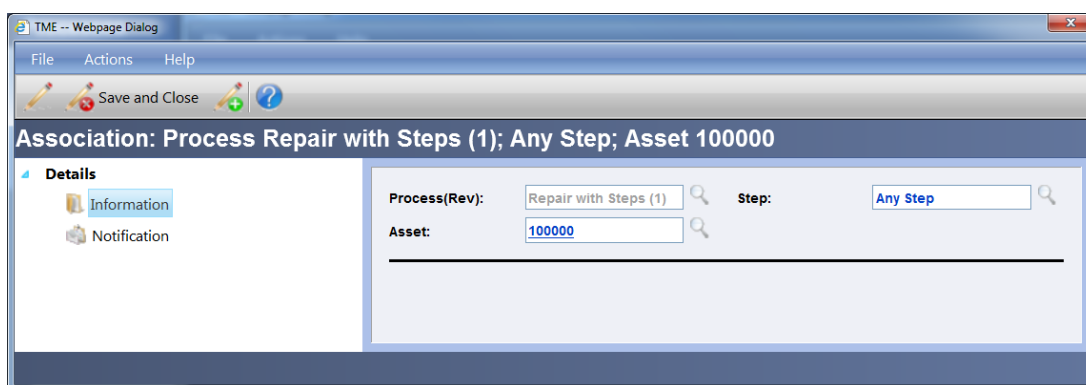 TME -- Webpage Dialog
File Actions Help
Save and Close
Association: Process Repair with Steps (1); Any Step; Asset 100000
Details
Information
Notification
Process(Rev): Repair with Steps (1) Step: Any Step
Asset: 100000